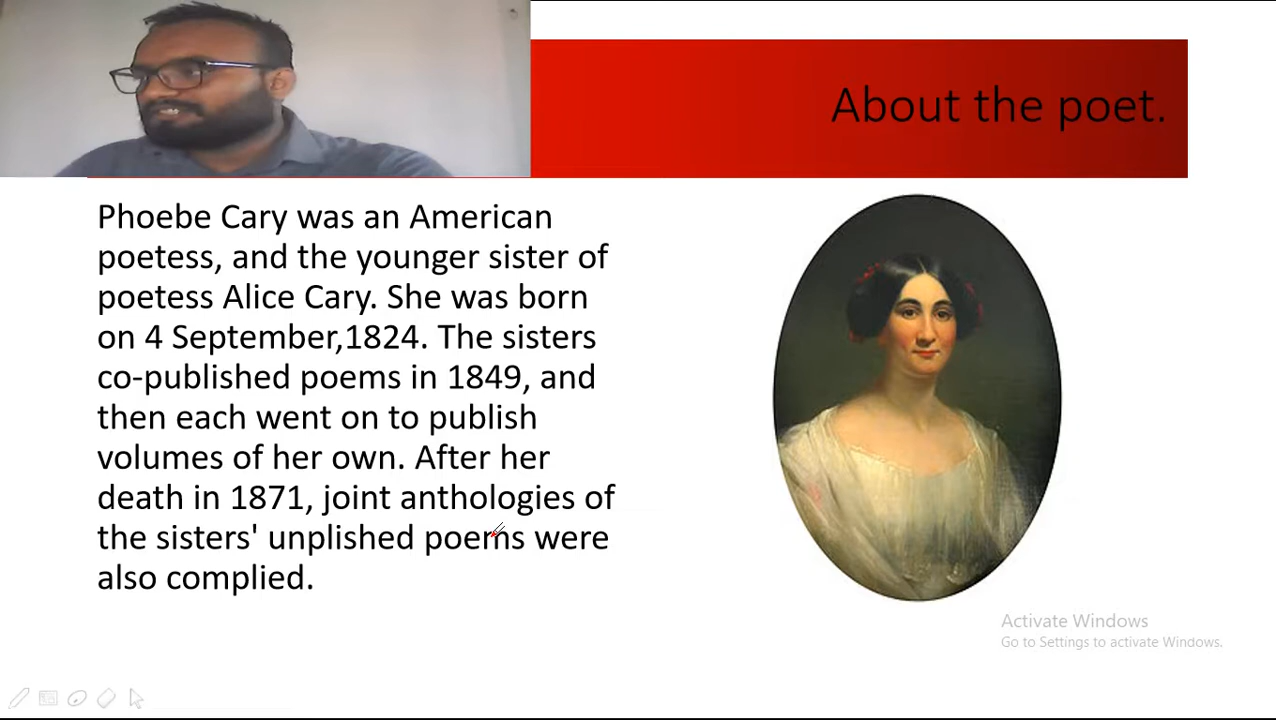 About the poet.
Phoebe Cary was an American
poetess, and the younger sister of
poetess Alice Cary. She was born
on 4 September,1824. The sisters
co-published poems in 1849, and
then each went on to publish
volumes of her own. After her
death in 1871, joint anthologies of
the sisters' unplished poems were
also complied.
Activate Windows
Go to Settings to activate Windows.